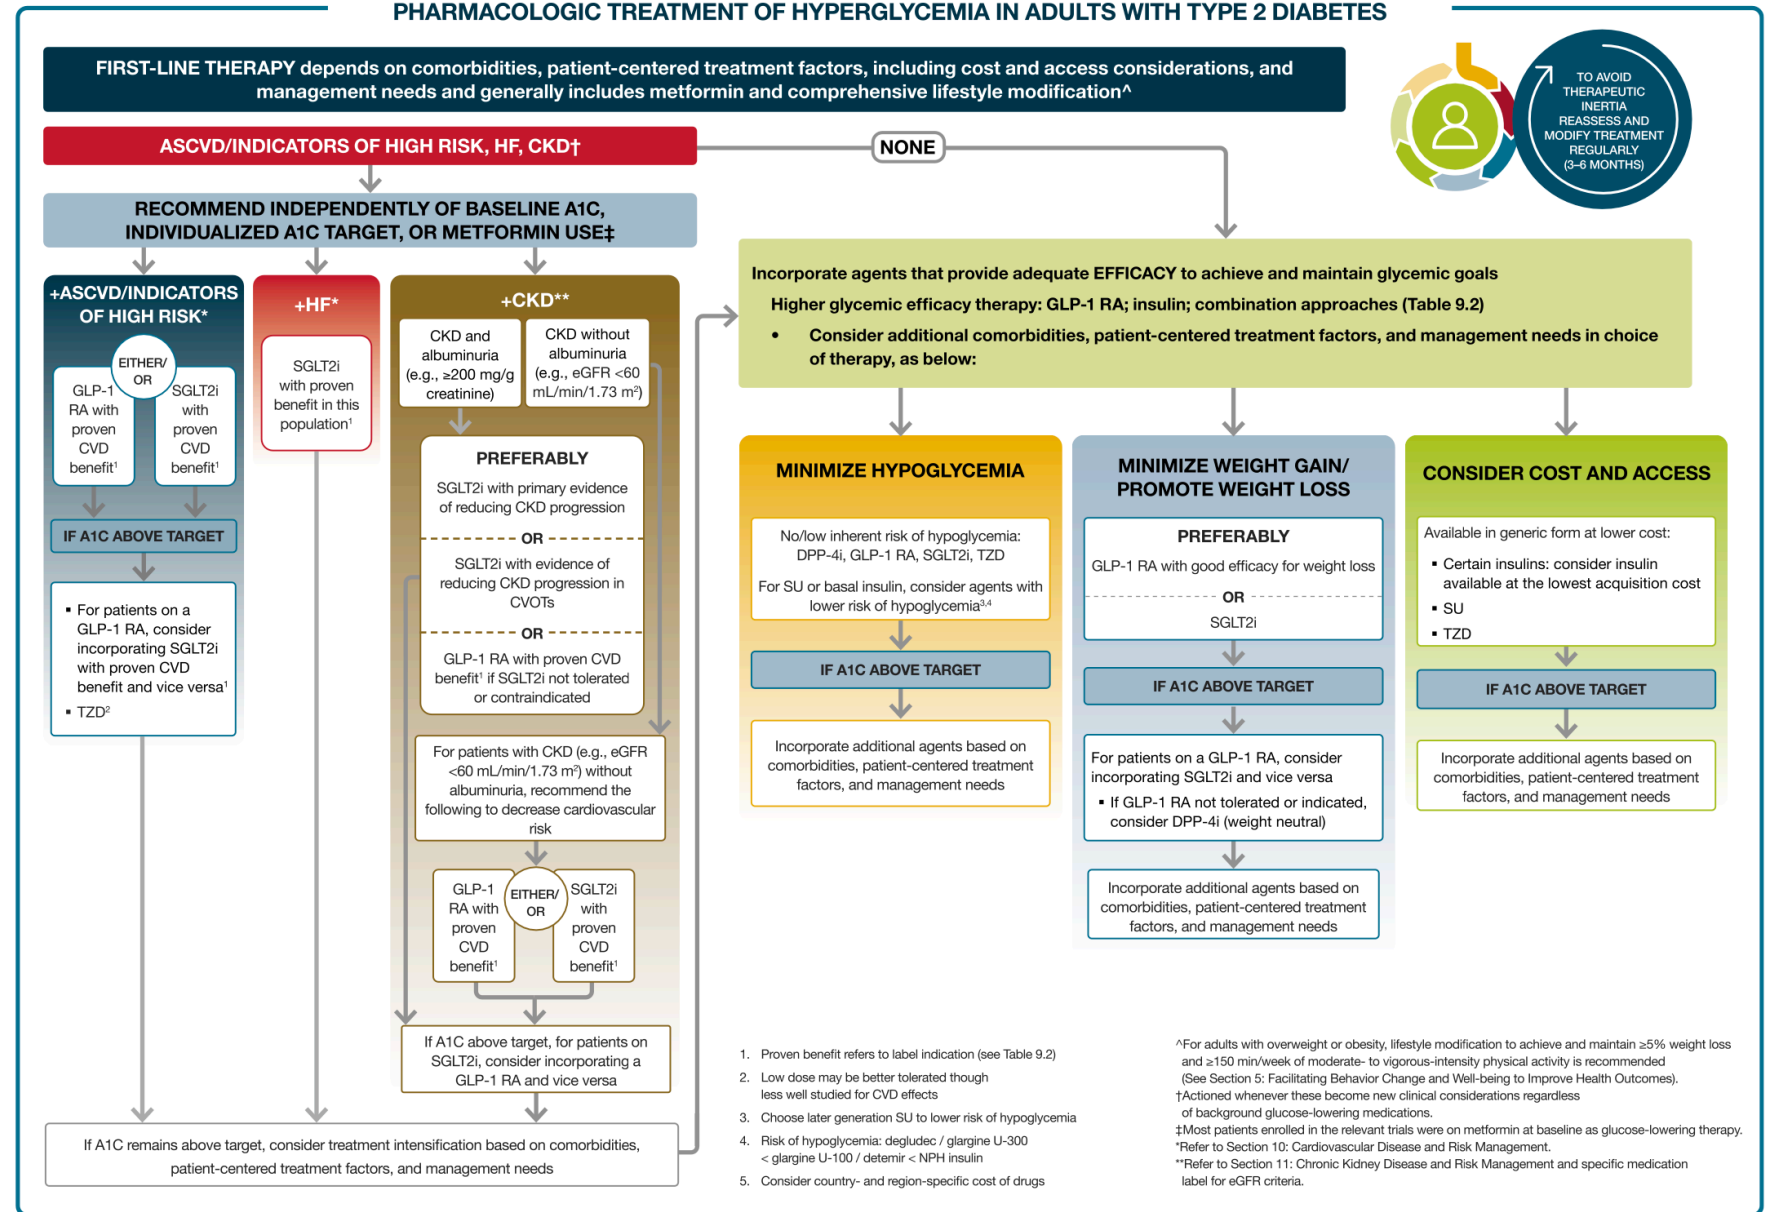 PHARMACOLOGIC TREATMENT OF HYPERGLYCEMIA IN ADULTS WITH TYPE 2 DIABETES
FIRST-LINE THERAPY depends on comorbidities, patient-centered treatment factors, including cost and access considerations, and
management needs and generally includes metformin and comprehensive lifestyle modification^
TO AVOID
THERAPEUTIC
INERTIA
REASSESS AND
MODIFY TREATMENT
REGULARLY
(3–6 MONTHS)
ASCVD/INDICATORS OF HIGH RISK, HF, CKD†
NONE
RECOMMEND INDEPENDENTLY OF BASELINE A1C,
INDIVIDUALIZED A1C TARGET, OR METFORMIN USE‡
+ASCVD/INDICATORS
OF HIGH RISK*
EITHER/
OR
GLP-1
RA with
proven
CVD
benefit¹
SGLT2i
with
proven
CVD
benefit¹
IF A1C ABOVE TARGET
▪ For patients on a
GLP-1 RA, consider
incorporating SGLT2i
with proven CVD
benefit and vice versa¹
▪ TZD²
+HF*
SGLT2i
with proven
benefit in this
population¹
+CKD**
CKD and
albuminuria
(e.g., ≥200 mg/g
creatinine)
CKD without
albuminuria
(e.g., eGFR <60
mL/min/1.73 m²)
PREFERABLY
SGLT2i with primary evidence
of reducing CKD progression
OR
SGLT2i with evidence of
reducing CKD progression in
CVOTs
OR
GLP-1 RA with proven CVD
benefit¹ if SGLT2i not tolerated
or contraindicated
For patients with CKD (e.g., eGFR
<60 mL/min/1.73 m²) without
albuminuria, recommend the
following to decrease cardiovascular
risk
GLP-1
RA with
proven
CVD
benefit¹
EITHER/
OR
SGLT2i
with
proven
CVD
benefit¹
If A1C above target, for patients on
SGLT2i, consider incorporating a
GLP-1 RA and vice versa
If A1C remains above target, consider treatment intensification based on comorbidities,
patient-centered treatment factors, and management needs
Incorporate agents that provide adequate EFFICACY to achieve and maintain glycemic goals
Higher glycemic efficacy therapy: GLP-1 RA; insulin; combination approaches (Table 9.2)
• Consider additional comorbidities, patient-centered treatment factors, and management needs in choice
of therapy, as below:
MINIMIZE HYPOGLYCEMIA
No/low inherent risk of hypoglycemia:
DPP-4i, GLP-1 RA, SGLT2i, TZD
For SU or basal insulin, consider agents with
lower risk of hypoglycemia³,⁴
IF A1C ABOVE TARGET
Incorporate additional agents based on
comorbidities, patient-centered treatment
factors, and management needs
MINIMIZE WEIGHT GAIN/
PROMOTE WEIGHT LOSS
PREFERABLY
GLP-1 RA with good efficacy for weight loss
OR
SGLT2i
IF A1C ABOVE TARGET
For patients on a GLP-1 RA, consider
incorporating SGLT2i and vice versa
▪ If GLP-1 RA not tolerated or indicated,
consider DPP-4i (weight neutral)
Incorporate additional agents based on
comorbidities, patient-centered treatment
factors, and management needs
CONSIDER COST AND ACCESS
Available in generic form at lower cost:
▪ Certain insulins: consider insulin
available at the lowest acquisition cost
▪ SU
▪ TZD
IF A1C ABOVE TARGET
Incorporate additional agents based on
comorbidities, patient-centered treatment
factors, and management needs
1. Proven benefit refers to label indication (see Table 9.2)
2. Low dose may be better tolerated though
less well studied for CVD effects
3. Choose later generation SU to lower risk of hypoglycemia
4. Risk of hypoglycemia: degludec / glargine U-300
< glargine U-100 / detemir < NPH insulin
5. Consider country- and region-specific cost of drugs
^For adults with overweight or obesity, lifestyle modification to achieve and maintain ≥5% weight loss
and ≥150 min/week of moderate- to vigorous-intensity physical activity is recommended
(See Section 5: Facilitating Behavior Change and Well-being to Improve Health Outcomes).
†Actioned whenever these become new clinical considerations regardless
of background glucose-lowering medications.
‡Most patients enrolled in the relevant trials were on metformin at baseline as glucose-lowering therapy.
*Refer to Section 10: Cardiovascular Disease and Risk Management.
**Refer to Section 11: Chronic Kidney Disease and Risk Management and specific medication
label for eGFR criteria.